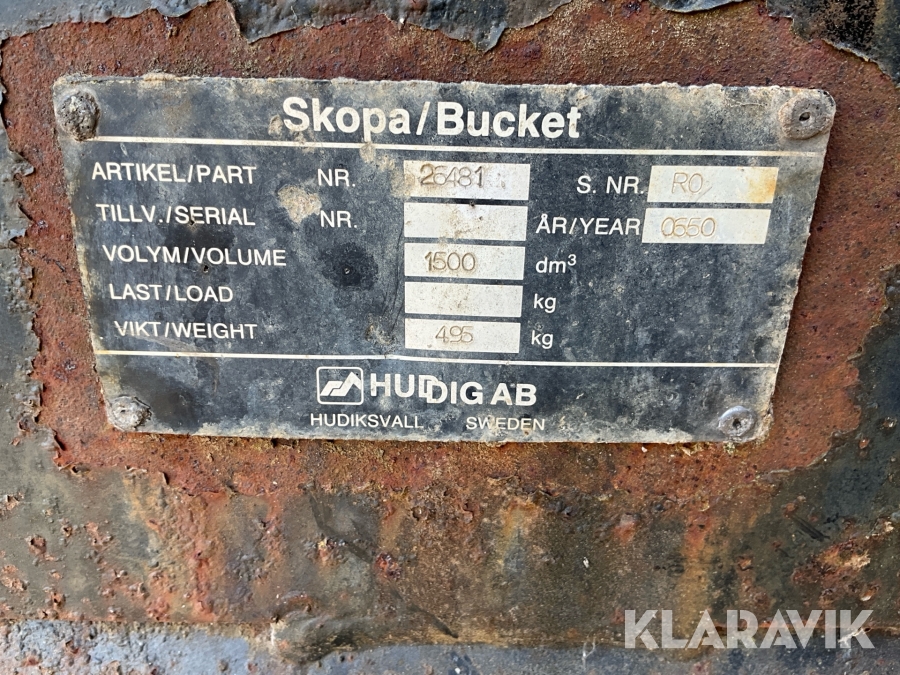 Skopa/Bucket
ARTIKEL/PART NR. 26481 S. NR. RO
TILLV./SERIAL NR. ÅR/YEAR 0650
VOLYM/VOLUME 1500 dm³
LAST/LOAD kg
VIKT/WEIGHT 495 kg
HUDDIG AB
HUDIKSVALL SWEDEN
KLARAVIK